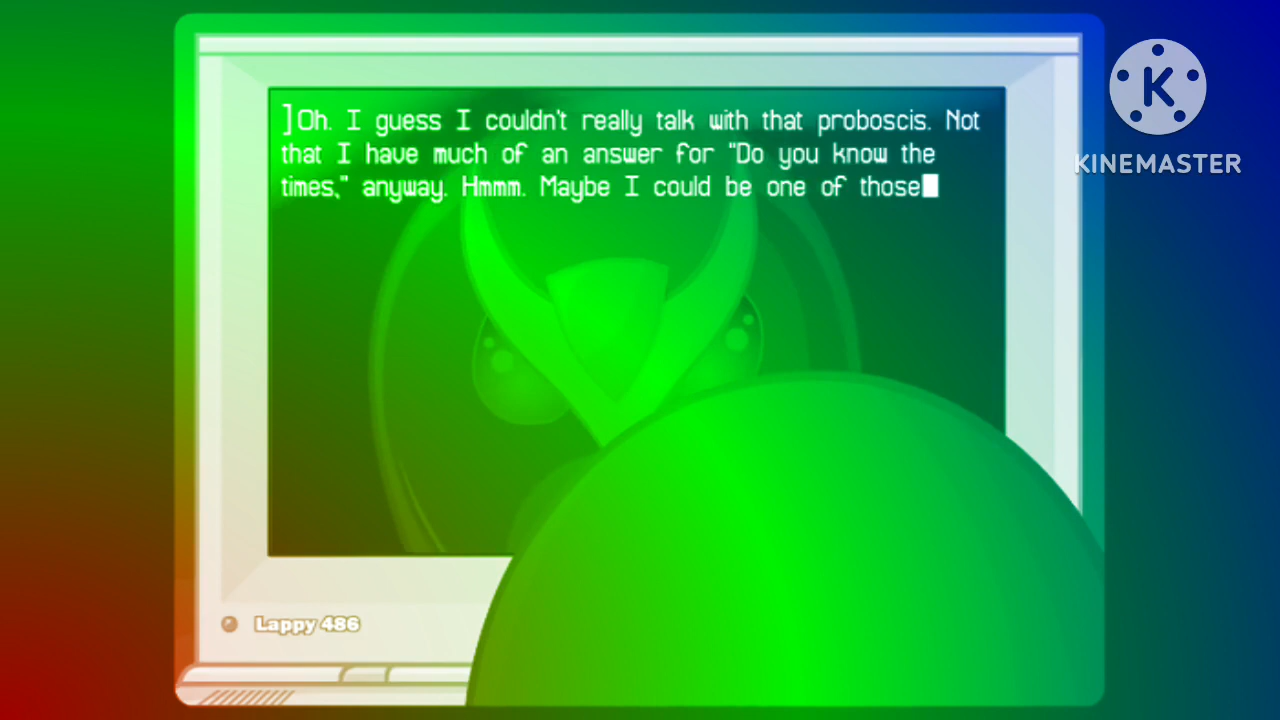 ]Oh. I guess I couldn't really talk with that proboscis. Not
that I have much of an answer for "Do you know the
times," anyway. Hmmm. Maybe I could be one of those
KINEMASTER
Lappy 486